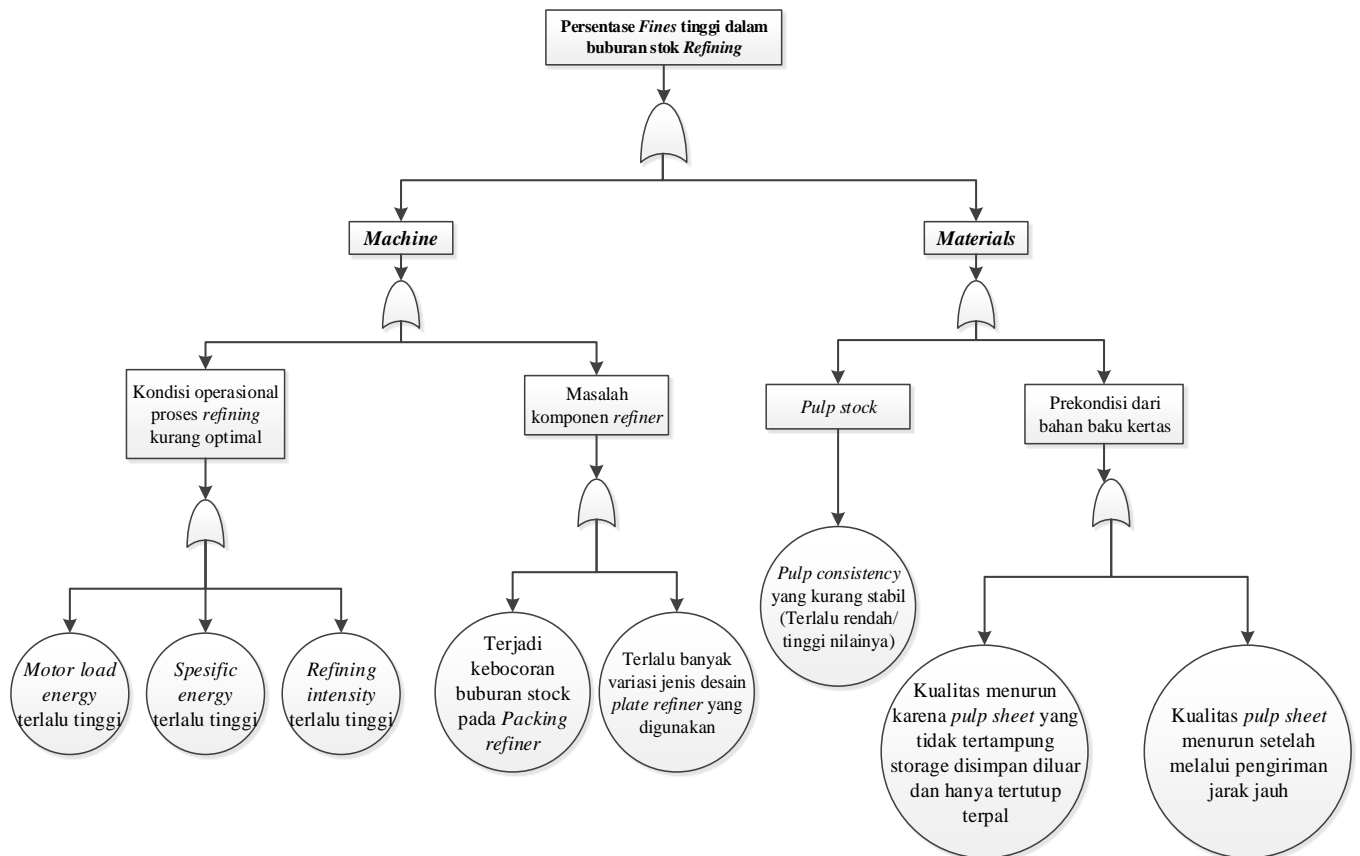 Persentase Fines tinggi dalam
buburan stok Refining
Machine
Materials
Kondisi operasional
proses refining
kurang optimal
Masalah
komponen refiner
Pulp stock
Prekondisi dari
bahan baku kertas
Motor load
energy
terlalu tinggi
Spesific
energy
terlalu tinggi
Refining
intensity
terlalu tinggi
Terjadi
kebocoran
buburan stock
pada Packing
refiner
Terlalu banyak
variasi jenis desain
plate refiner yang
digunakan
Pulp consistency
yang kurang stabil
(Terlalu rendah/
tinggi nilainya)
Kualitas menurun
karena pulp sheet yang
tidak tertampung
storage disimpan diluar
dan hanya tertutup
terpal
Kualitas pulp sheet
menurun setelah
melalui pengiriman
jarak jauh